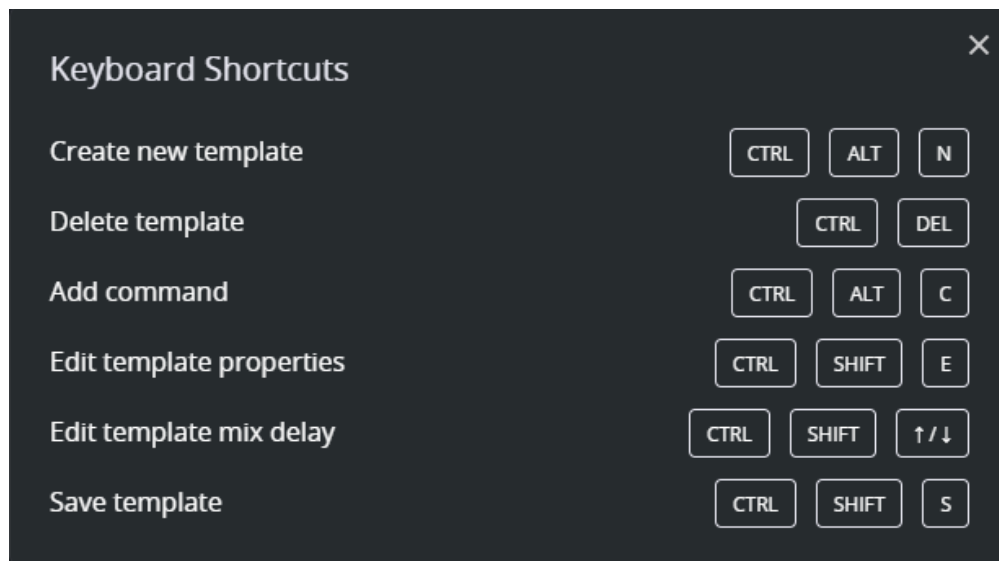 Keyboard Shortcuts
Create new template CTRL ALT N
Delete template CTRL DEL
Add command CTRL ALT C
Edit template properties CTRL SHIFT E
Edit template mix delay CTRL SHIFT ↑/↓
Save template CTRL SHIFT S